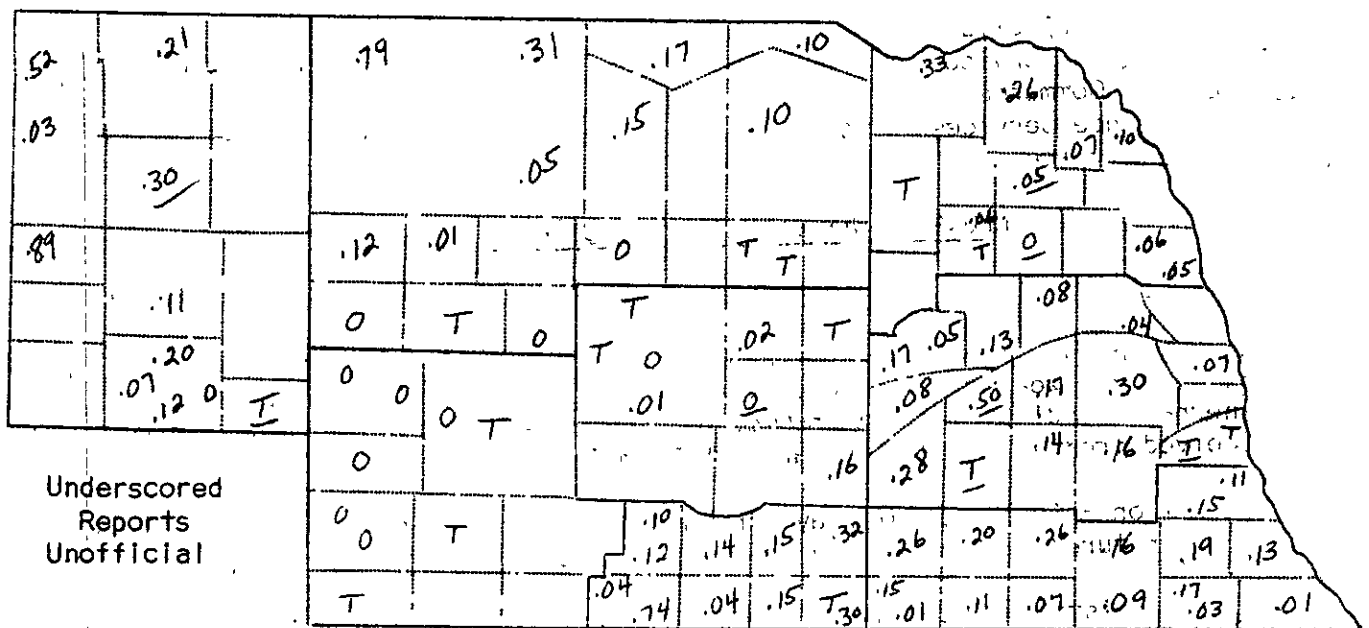 .52 .21 .79 .31 .17 .10 .33 .26
.03 .15 .10 .07 .10
.30 .05 T .05
.89 .12 .01 0 T T .04 T 0 .06 .05
.11 0 T 0 T .02 T .08 .04
.20 T 0 .17 .05 .13 .07
.07 .12 0 T 0 0 0 T .01 0 .08 .50 .17 .30
0 .16 .28 T .14 .16 T T
Underscored
Reports
Unofficial
.11 .15
0 0 T .10 .12 .14 .15 .32 .26 .20 .26 .16 .19 .13
T .04 .74 .04 .15 T .30 .15 .01 .11 .07 .09 .17 .03 .01